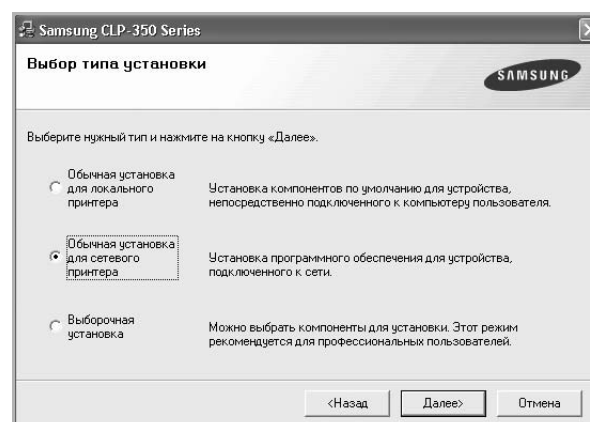 Samsung CLP-350 Series
Выбор типа установки
SAMSUNG
Выберите нужный тип и нажмите на кнопку «Далее».
Обычная установка
для локального
принтера
Установка компонентов по умолчанию для устройства,
непосредственно подключенного к компьютеру пользователя.
Обычная установка
для сетевого
принтера
Установка программного обеспечения для устройства,
подключенного к сети.
Выборочная
установка
Можно выбрать компоненты для установки. Этот режим
рекомендуется для профессиональных пользователей.
<Назад
Далее>
Отмена